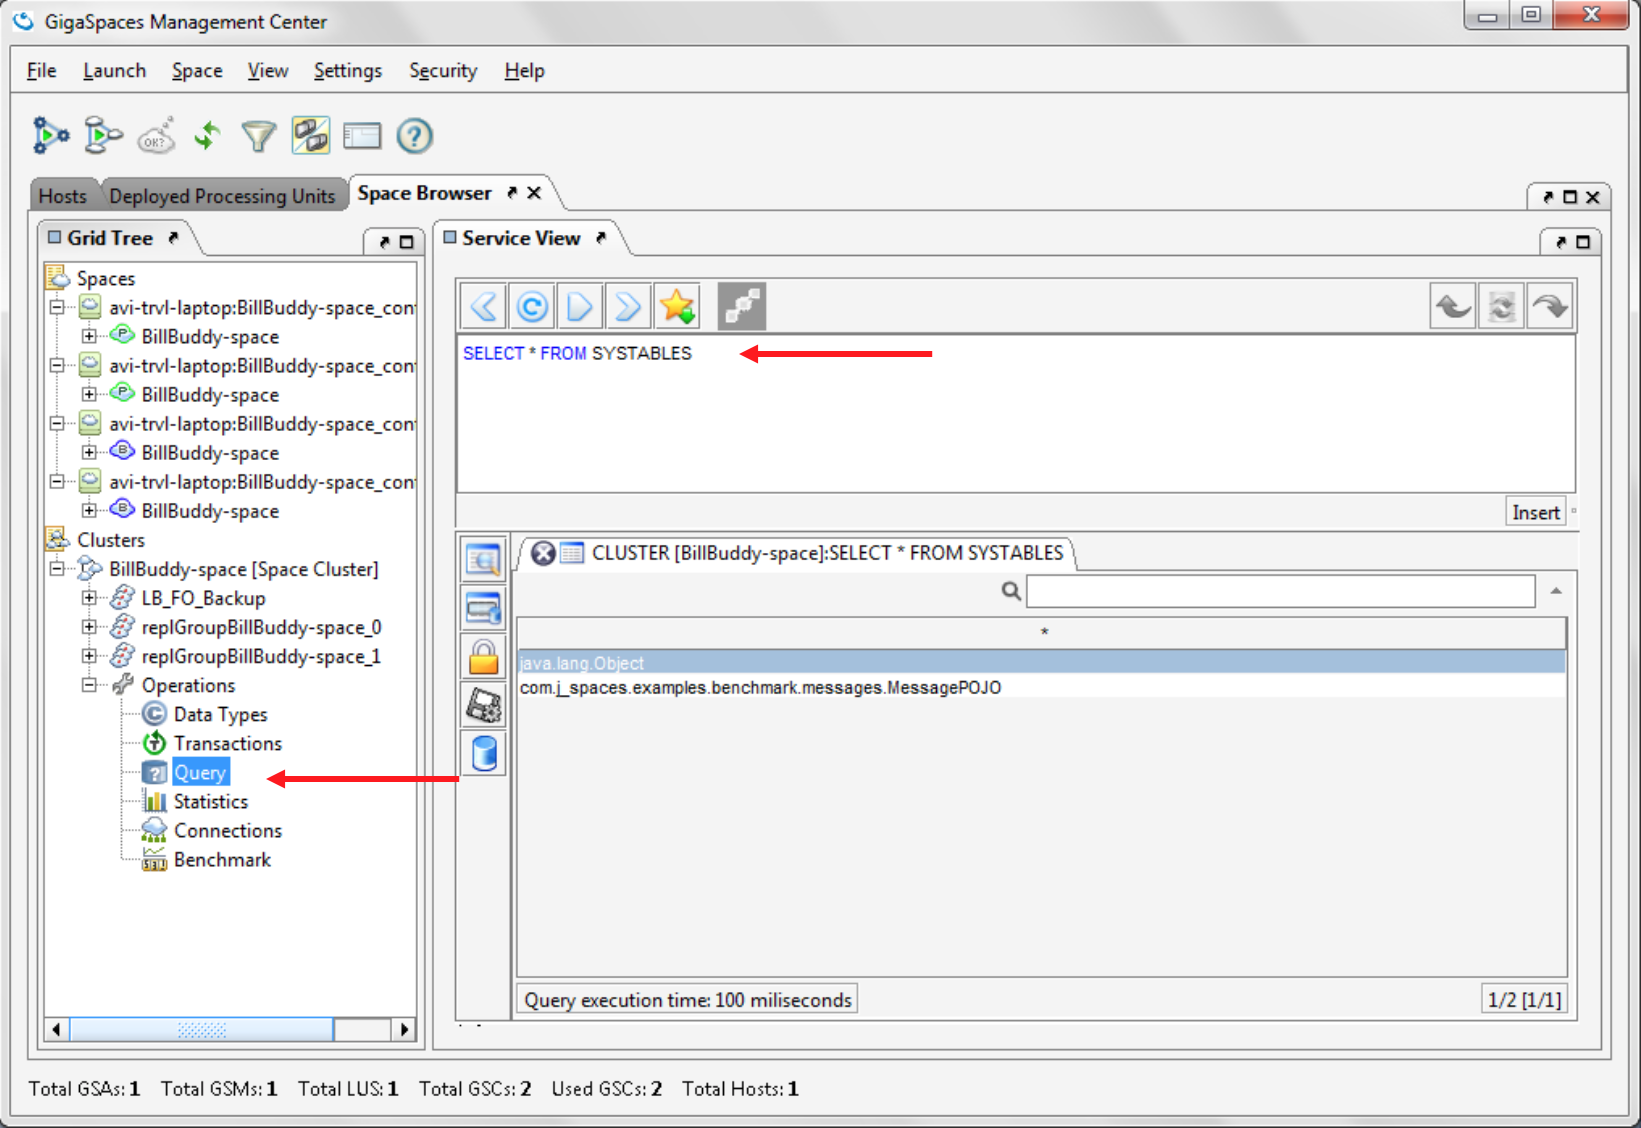 GigaSpaces Management Center
File Launch Space View Settings Security Help
OK?
Hosts Deployed Processing Units Space Browser
Grid Tree
Service View
Spaces
avi-trvl-laptop:BillBuddy-space_con
P BillBuddy-space
avi-trvl-laptop:BillBuddy-space_con
P BillBuddy-space
avi-trvl-laptop:BillBuddy-space_con
B BillBuddy-space
avi-trvl-laptop:BillBuddy-space_con
B BillBuddy-space
Clusters
BillBuddy-space [Space Cluster]
LB_FO_Backup
replGroupBillBuddy-space_0
replGroupBillBuddy-space_1
Operations
C Data Types
T Transactions
? Query
Statistics
Connections
Benchmark
SELECT * FROM SYSTABLES
Insert
CLUSTER [BillBuddy-space]:SELECT * FROM SYSTABLES
*
java.lang.Object
com.j_spaces.examples.benchmark.messages.MessagePOJO
Query execution time: 100 miliseconds
1/2 [1/1]
Total GSAs: 1 Total GSMs: 1 Total LUS: 1 Total GSCs: 2 Used GSCs: 2 Total Hosts: 1